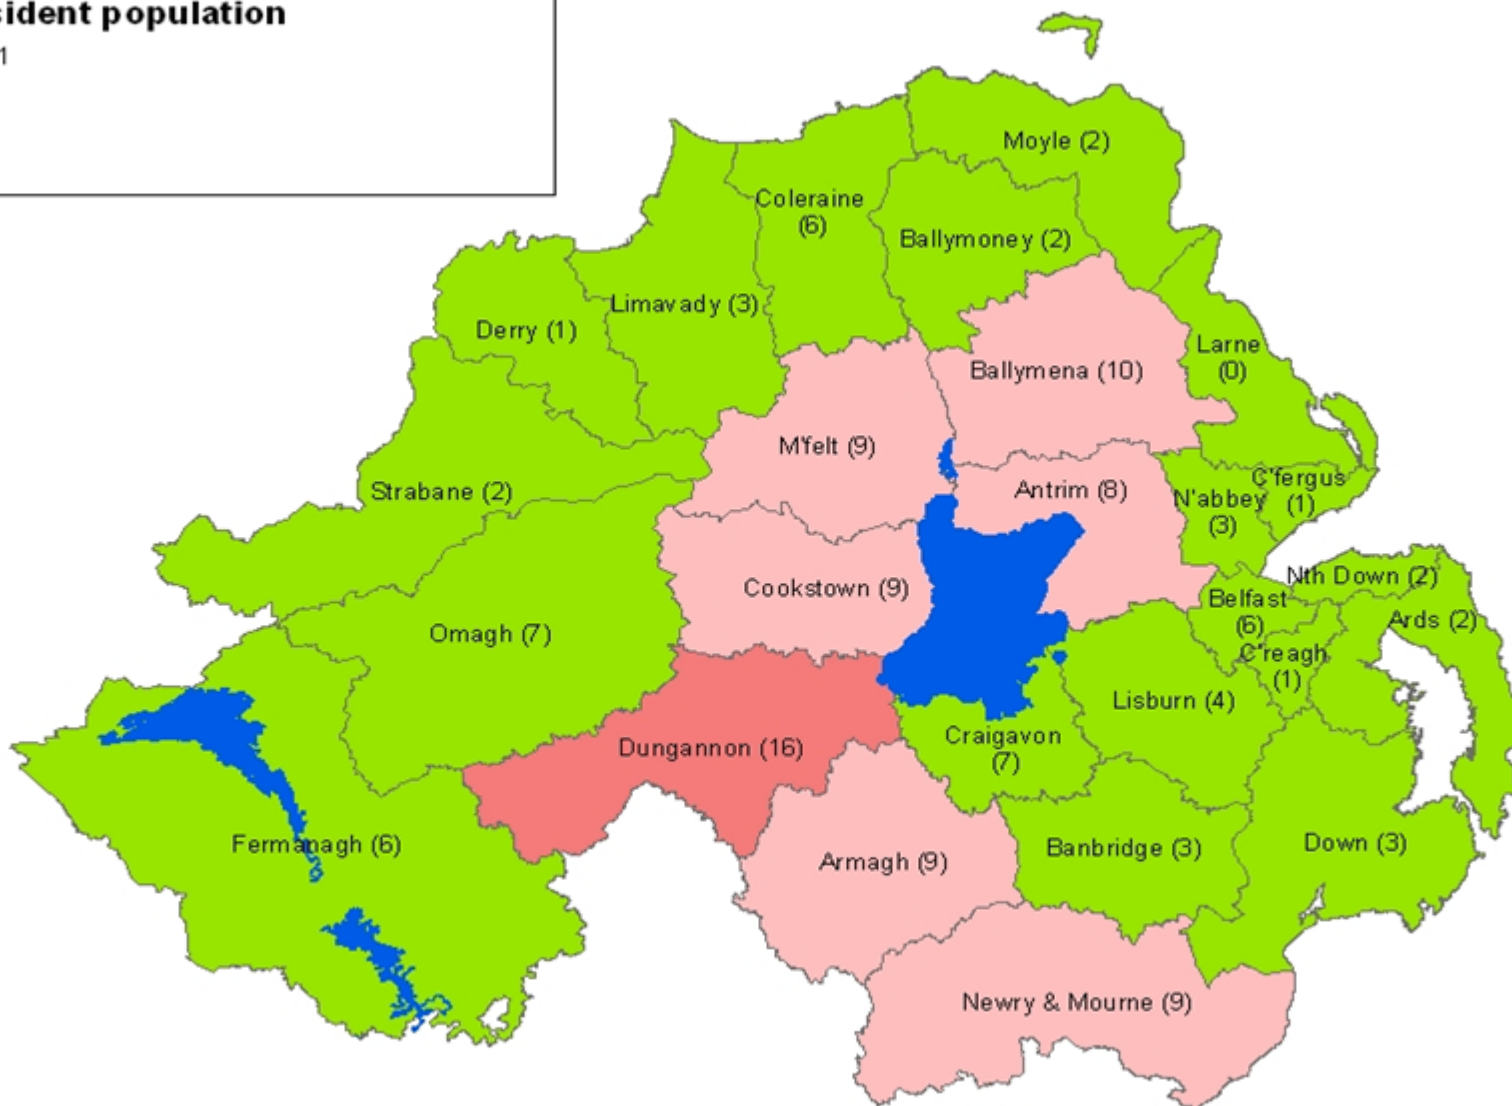 sident population
1
Moyle (2)
Coleraine
(6)
Ballymoney (2)
Limavady (3)
Derry (1)
Larne
(0)
Ballymena (10)
M'felt (9)
Strabane (2)
Antrim (8)
C'fergus
(1)
N'abbey
(3)
Nth Down (2)
Cookstown (9)
Belfast
(6)
Ards (2)
Omagh (7)
C'reagh
(1)
Lisburn (4)
Craigavon
(7)
Dungannon (16)
Fermanagh (6)
Armagh (9)
Banbridge (3)
Down (3)
Newry & Mourne (9)